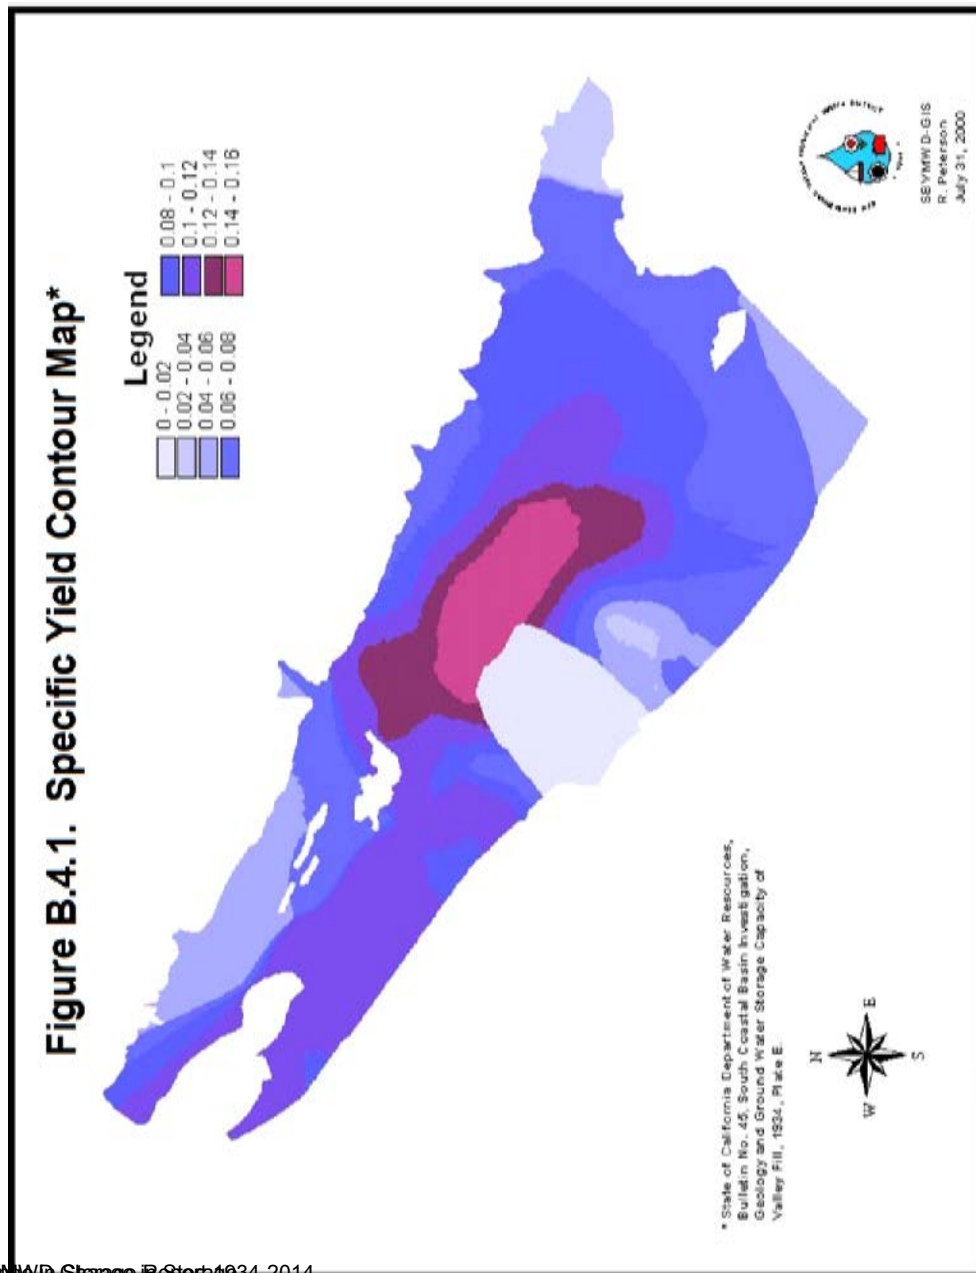 Figure B.4.1. Specific Yield Contour Map*
Legend
0 - 0.02
0.02 - 0.04
0.04 - 0.06
0.06 - 0.08
0.08 - 0.1
0.1 - 0.12
0.12 - 0.14
0.14 - 0.16
SBVMWD-GIS
R. Peterson
July 31, 2000
* State of California Department of Water Resources,
Bulletin No. 45, South Coastal Basin Investigation,
Geology and Ground Water Storage Capacity of
Valley Fill, 1934, Plate E.
N
W
E
S
1934-2014